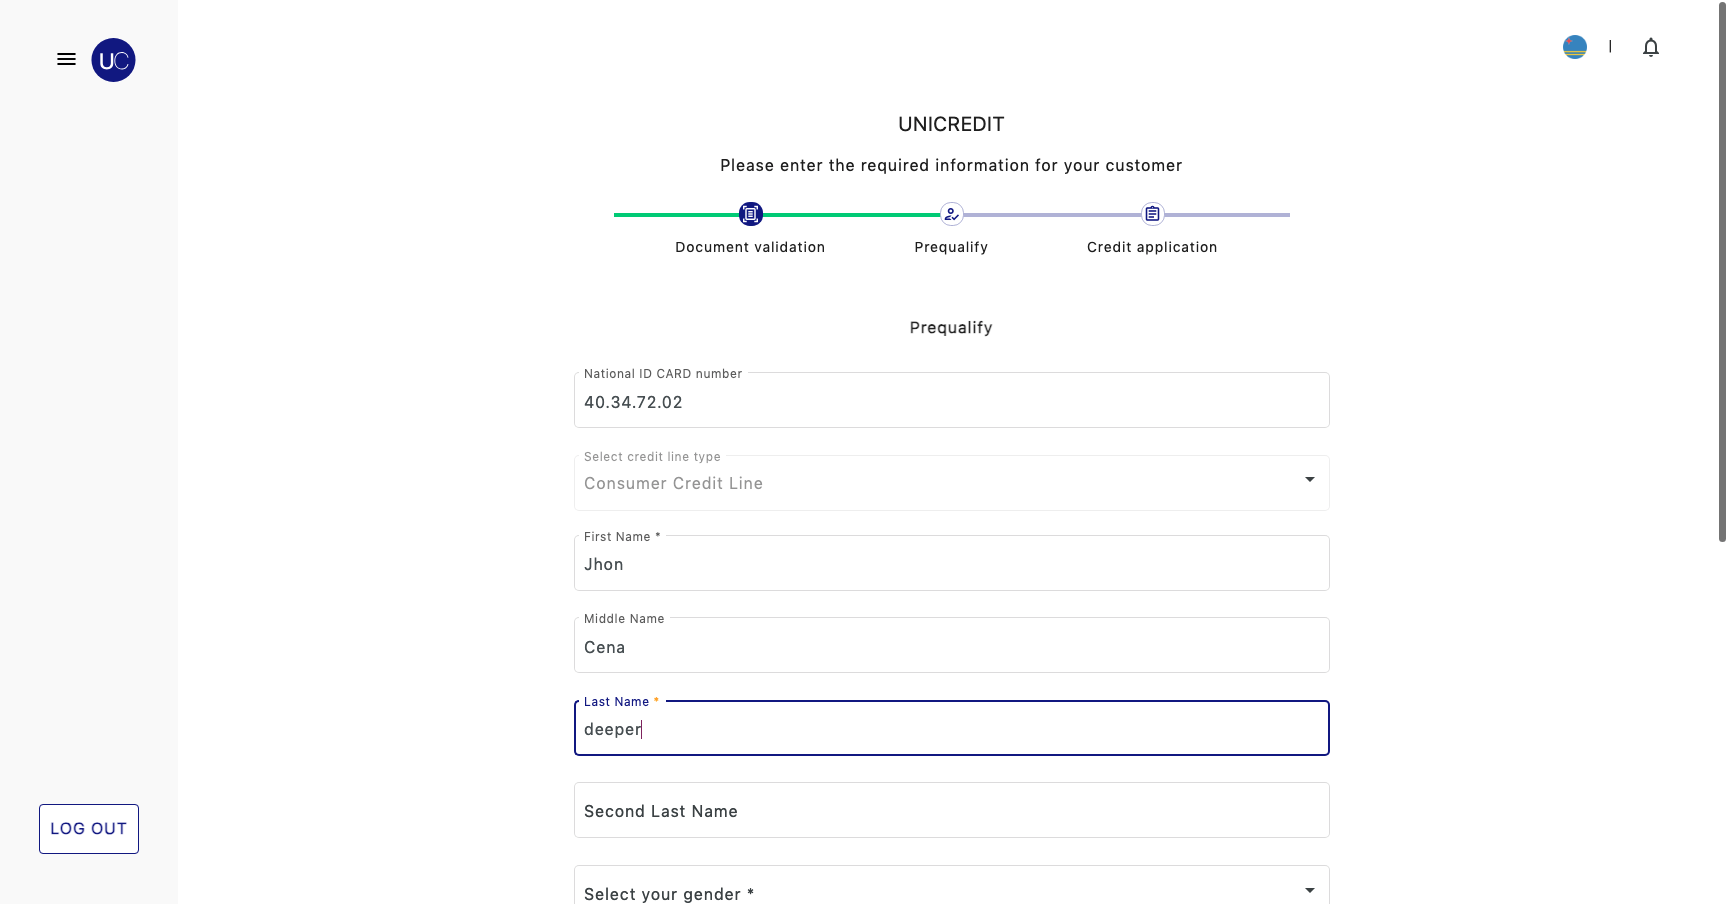 UC
UNICREDIT
Please enter the required information for your customer
Document validation
Prequalify
Credit application
Prequalify
National ID CARD number
40.34.72.02
Select credit line type
Consumer Credit Line
First Name *
Jhon
Middle Name
Cena
Last Name *
deeper
Second Last Name
Select your gender *
LOG OUT